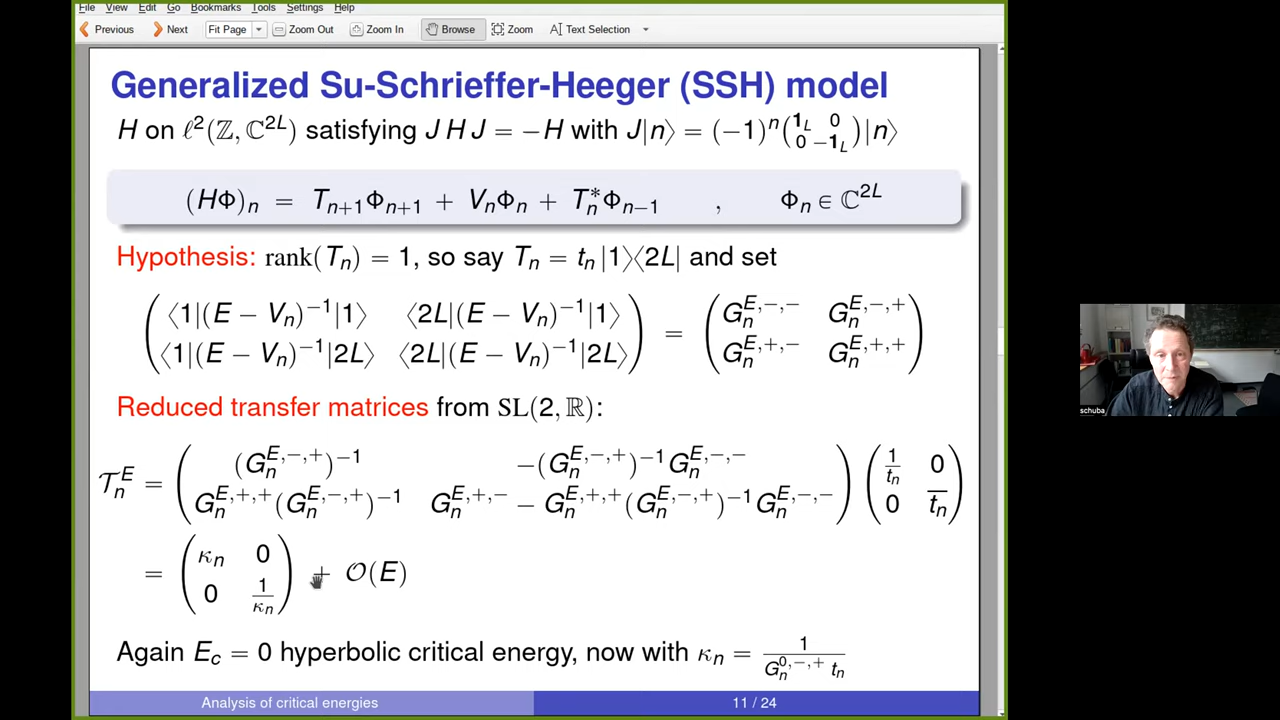 File View Edit Go Bookmarks Tools Settings Help
Previous Next Fit Page Zoom Out Zoom In Browse Zoom Text Selection
Generalized Su-Schrieffer-Heeger (SSH) model
H on ℓ²(ℤ, ℂ^{2L}) satisfying J H J = −H with J|n⟩ = (−1)^n (1_L 0 ; 0 −1_L)|n⟩
(HΦ)_n = T_{n+1}Φ_{n+1} + V_nΦ_n + T_n^*Φ_{n−1} , Φ_n ∈ ℂ^{2L}
Hypothesis: rank(T_n) = 1, so say T_n = t_n |1⟩⟨2L| and set
( ⟨1|(E − V_n)^{−1}|1⟩ ⟨2L|(E − V_n)^{−1}|1⟩ ; ⟨1|(E − V_n)^{−1}|2L⟩ ⟨2L|(E − V_n)^{−1}|2L⟩ ) = ( G_n^{E,−,−} G_n^{E,−,+} ; G_n^{E,+,−} G_n^{E,+,+} )
Reduced transfer matrices from SL(2, ℝ):
𝒯_n^E = ( (G_n^{E,−,+})^{−1} −(G_n^{E,−,+})^{−1}G_n^{E,−,−} ; G_n^{E,+,+}(G_n^{E,−,+})^{−1} G_n^{E,+,−} − G_n^{E,+,+}(G_n^{E,−,+})^{−1}G_n^{E,−,−} ) ( 1/t_n 0 ; 0 \overline{t_n} )
= ( κ_n 0 ; 0 1/κ_n ) + 𝒪(E)
Again E_c = 0 hyperbolic critical energy, now with κ_n = 1/(G_n^{0,−,+} t_n)
Analysis of critical energies 11 / 24
schuba